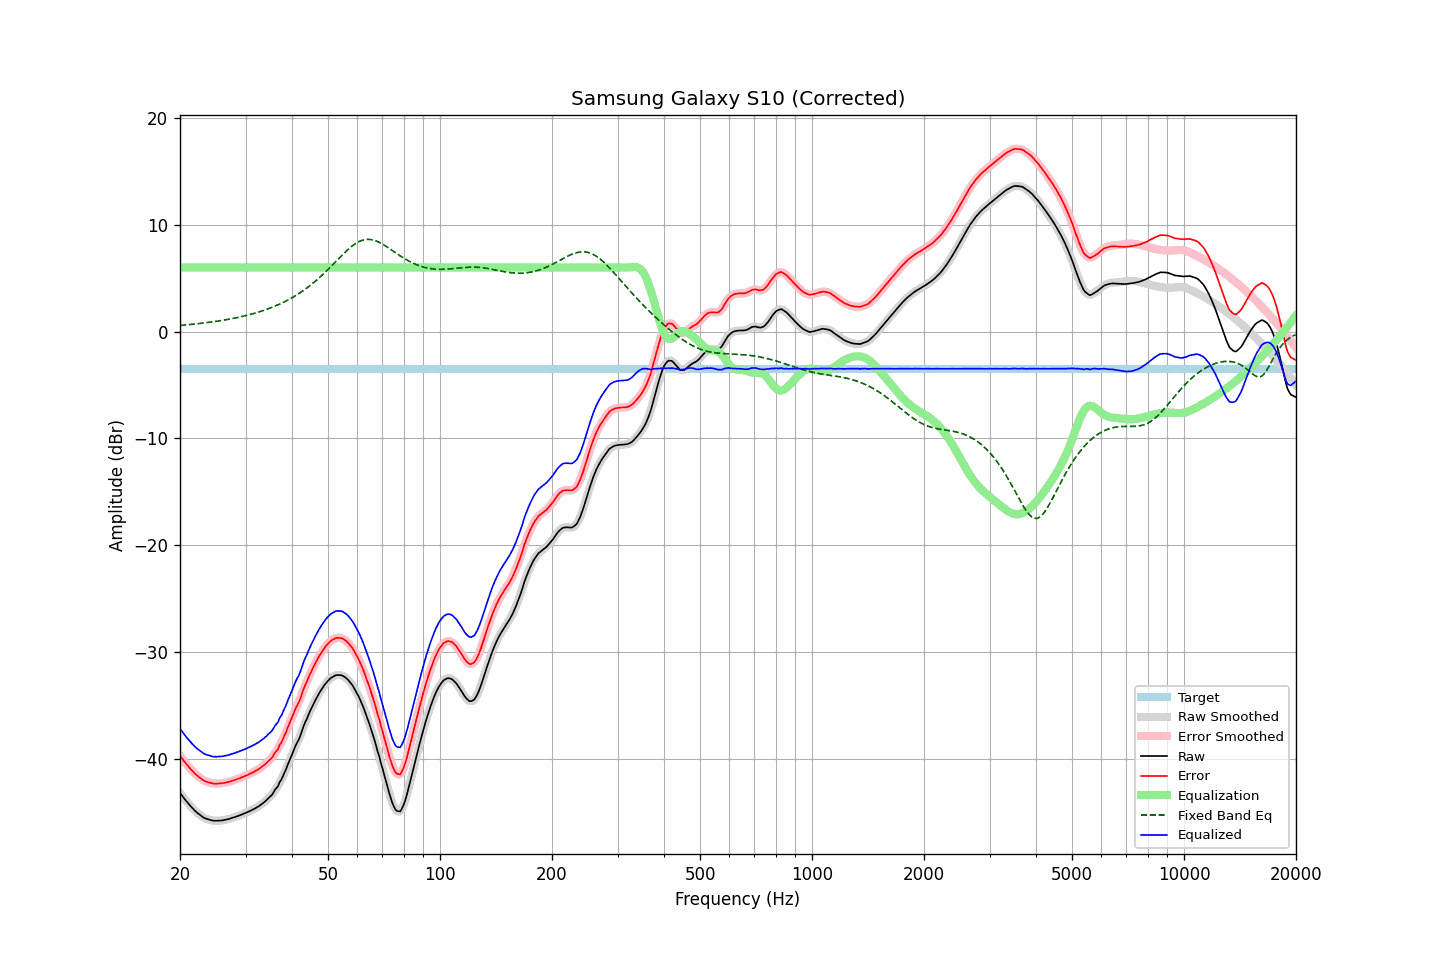 Samsung Galaxy S10 (Corrected)
20
10
0
−10
−20
−30
−40
Amplitude (dBr)
Target
Raw Smoothed
Error Smoothed
Raw
Error
Equalization
Fixed Band Eq
Equalized
20 50 100 200 500 1000 2000 5000 10000 20000
Frequency (Hz)